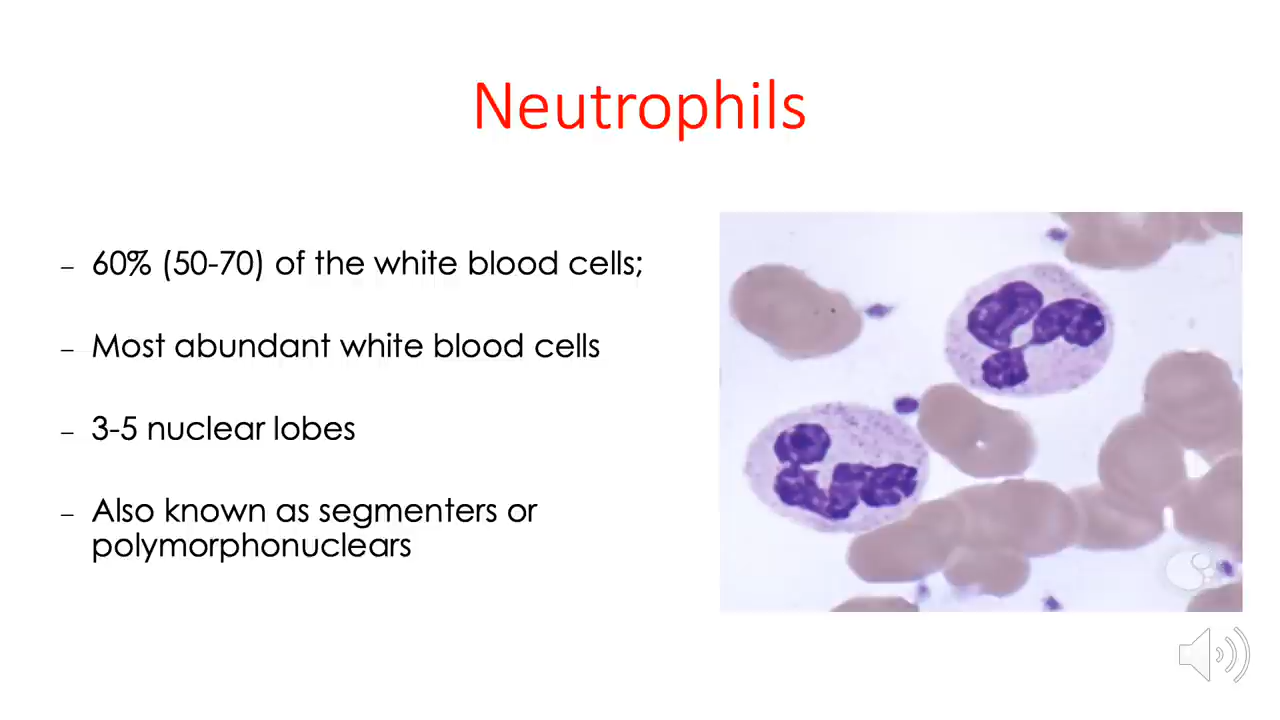 Neutrophils
– 60% (50-70) of the white blood cells;
– Most abundant white blood cells
– 3-5 nuclear lobes
– Also known as segmenters or
polymorphonuclears